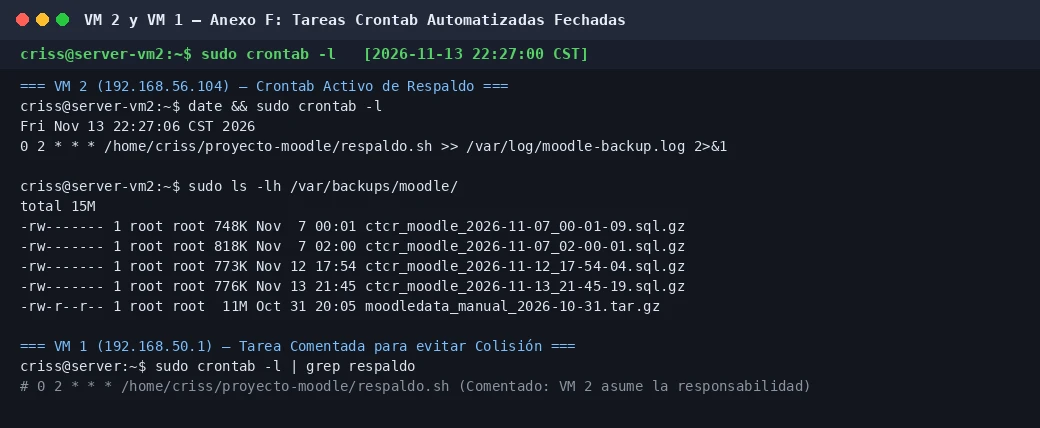 VM 2 y VM 1 — Anexo F: Tareas Crontab Automatizadas Fechadas
criss@server-vm2:~$ sudo crontab -l   [2026-11-13 22:27:00 CST]
=== VM 2 (192.168.56.104) — Crontab Activo de Respaldo ===
criss@server-vm2:~$ date && sudo crontab -l
Fri Nov 13 22:27:06 CST 2026
0 2 * * * /home/criss/proyecto-moodle/respaldo.sh >> /var/log/moodle-backup.log 2>&1
criss@server-vm2:~$ sudo ls -lh /var/backups/moodle/
total 15M
-rw------- 1 root root 748K Nov  7 00:01 ctcr_moodle_2026-11-07_00-01-09.sql.gz
-rw------- 1 root root 818K Nov  7 02:00 ctcr_moodle_2026-11-07_02-00-01.sql.gz
-rw------- 1 root root 773K Nov 12 17:54 ctcr_moodle_2026-11-12_17-54-04.sql.gz
-rw------- 1 root root 776K Nov 13 21:45 ctcr_moodle_2026-11-13_21-45-19.sql.gz
-rw-r--r-- 1 root root  11M Oct 31 20:05 moodledata_manual_2026-10-31.tar.gz
=== VM 1 (192.168.50.1) — Tarea Comentada para evitar Colisión ===
criss@server:~$ sudo crontab -l | grep respaldo
# 0 2 * * * /home/criss/proyecto-moodle/respaldo.sh (Comentado: VM 2 asume la responsabilidad)